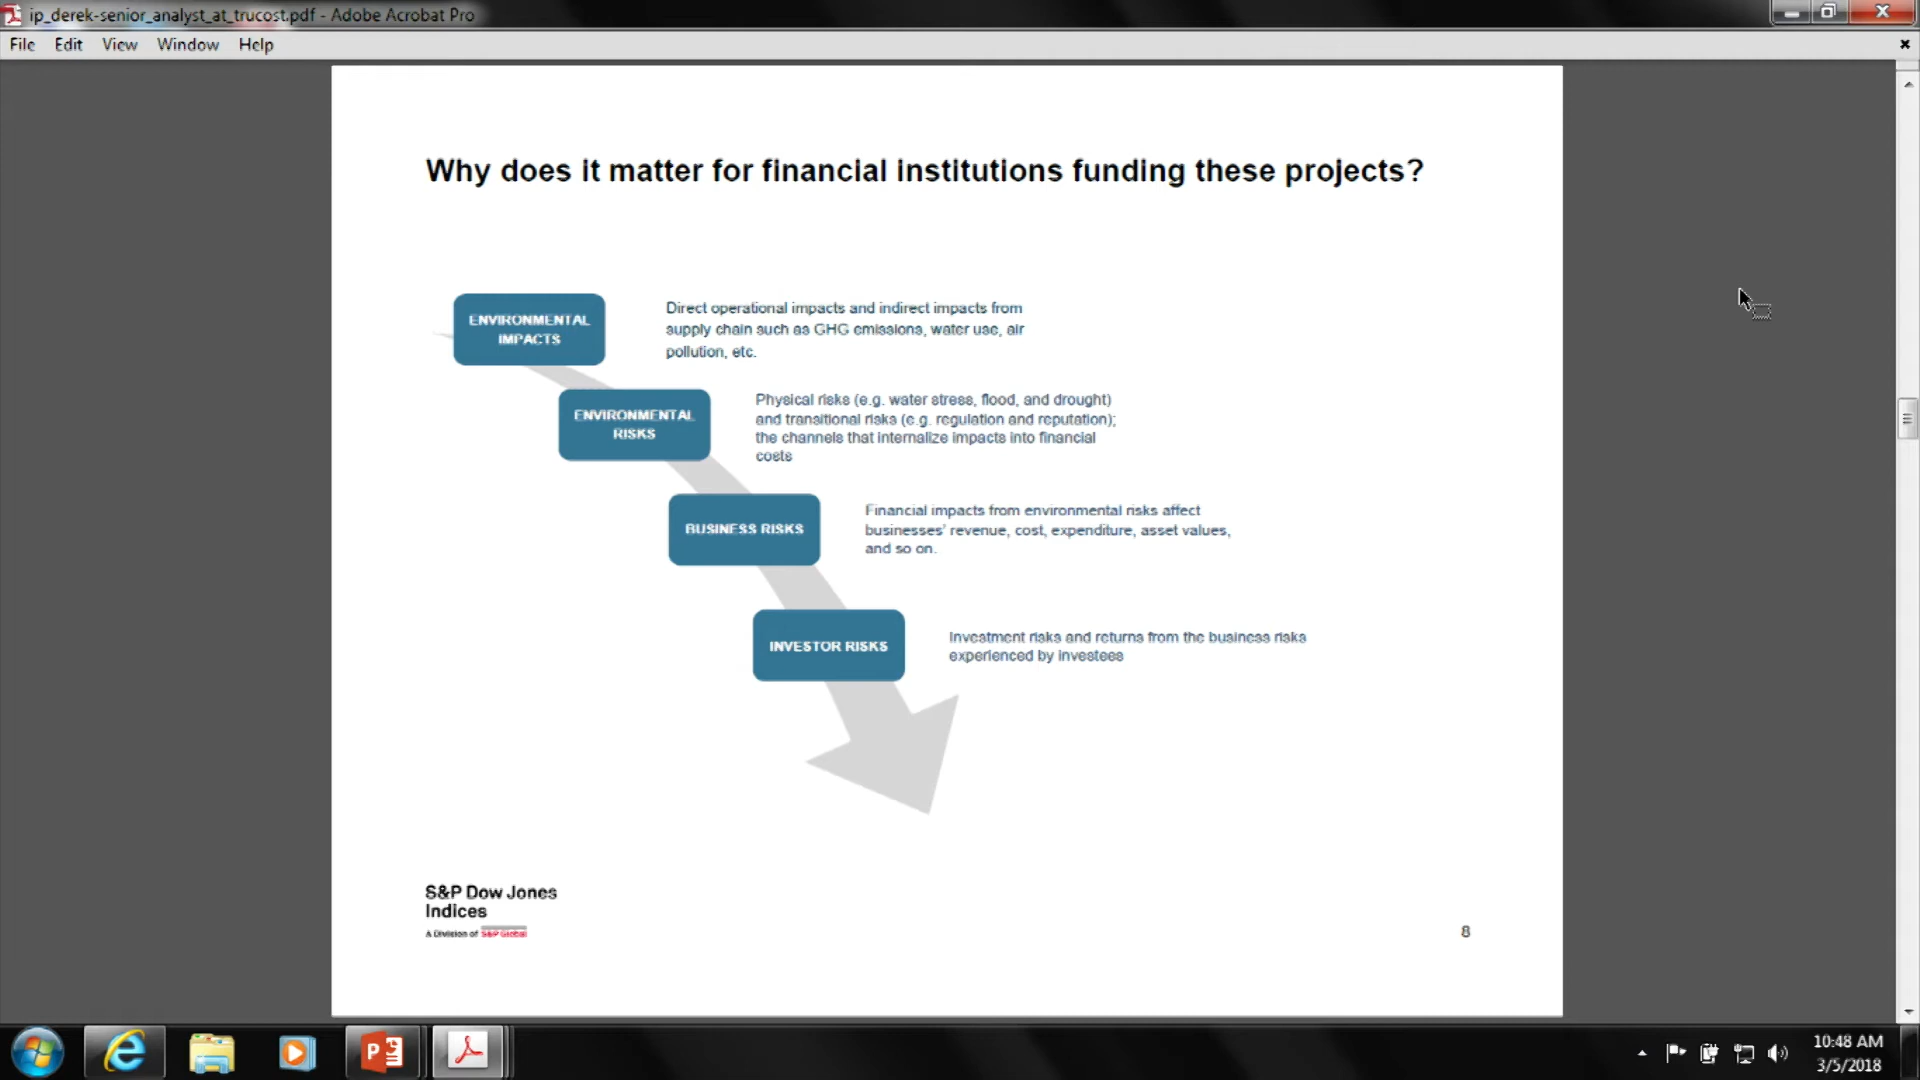 ip_derek-senior_analyst_at_trucost.pdf - Adobe Acrobat Pro
File Edit View Window Help
Why does it matter for financial institutions funding these projects?
ENVIRONMENTAL
IMPACTS
Direct operational impacts and indirect impacts from
supply chain such as GHG emissions, water use, air
pollution, etc.
ENVIRONMENTAL
RISKS
Physical risks (e.g. water stress, flood, and drought)
and transitional risks (e.g. regulation and reputation);
the channels that internalize impacts into financial
costs
BUSINESS RISKS
Financial impacts from environmental risks affect
businesses' revenue, cost, expenditure, asset values,
and so on.
INVESTOR RISKS
Investment risks and returns from the business risks
experienced by investees
S&P Dow Jones
Indices
A Division of S&P Global
8
10:48 AM
3/5/2018